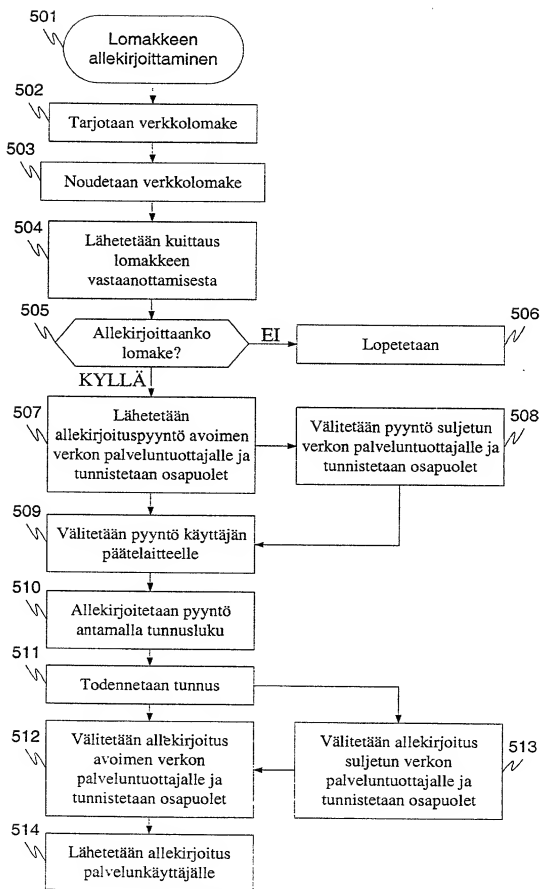 501
Lomakkeen
allekirjoittaminen
502
Tarjotaan verkkolomake
503
Noudetaan verkkolomake
504
Lähetetään kuittaus
lomakkeen
vastaanottamisesta
505
Allekirjoittaanko
lomake?
EI
506
Lopetetaan
KYLLÄ
507
Lähetetään
allekirjoituspyyntö avoimen
verkon palveluntuottajalle ja
tunnistetaan osapuolet
508
Välitetään pyyntö suljetun
verkon palveluntuottajalle ja
tunnistetaan osapuolet
509
Välitetään pyyntö käyttäjän
päätelaitteelle
510
Allekirjoitetaan pyyntö
antamalla tunnusluku
511
Todennetaan tunnus
512
Välitetään allekirjoitus
avoimen verkon
palveluntuottajalle ja
tunnistetaan osapuolet
513
Välitetään allekirjoitus
suljetun verkon
palveluntuottajalle ja
tunnistetaan osapuolet
514
Lähetetään allekirjoitus
palvelunkäyttäjälle